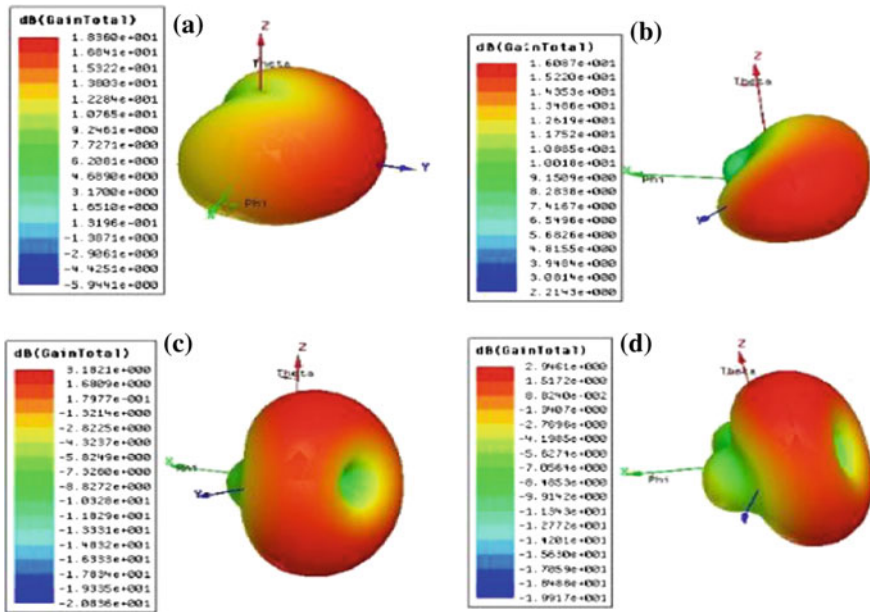 (a)
dB(GainTotal)
1.8360e+001
1.6841e+001
1.5322e+001
1.3803e+001
1.2284e+001
1.0765e+001
9.2461e+000
7.7271e+000
6.2081e+000
4.6890e+000
3.1700e+000
1.6510e+000
1.3196e-001
-1.3871e+000
-2.9061e+000
-4.4251e+000
-5.9441e+000
Z
Theta
Y
X
Phi
(b)
dB(GainTotal)
1.6087e+001
1.5220e+001
1.4353e+001
1.3486e+001
1.2619e+001
1.1752e+001
1.0885e+001
1.0018e+001
9.1509e+000
8.2838e+000
7.4167e+000
6.5496e+000
5.6826e+000
4.8155e+000
3.9484e+000
3.0814e+000
2.2143e+000
Z
Theta
X
Phi
Y
(c)
dB(GainTotal)
3.1821e+000
1.6809e+000
1.7977e-001
-1.3214e+000
-2.8225e+000
-4.3237e+000
-5.8249e+000
-7.3260e+000
-8.8272e+000
-1.0328e+001
-1.1829e+001
-1.3331e+001
-1.4832e+001
-1.6333e+001
-1.7834e+001
-1.9335e+001
-2.0836e+001
Z
Theta
X
Phi
Y
(d)
dB(GainTotal)
2.9461e+000
1.5172e+000
8.8240e-002
-1.3407e+000
-2.7696e+000
-4.1985e+000
-5.6274e+000
-7.0564e+000
-8.4853e+000
-9.9142e+000
-1.1343e+001
-1.2772e+001
-1.4201e+001
-1.5630e+001
-1.7059e+001
-1.8488e+001
-1.9917e+001
Z
Theta
X
Phi